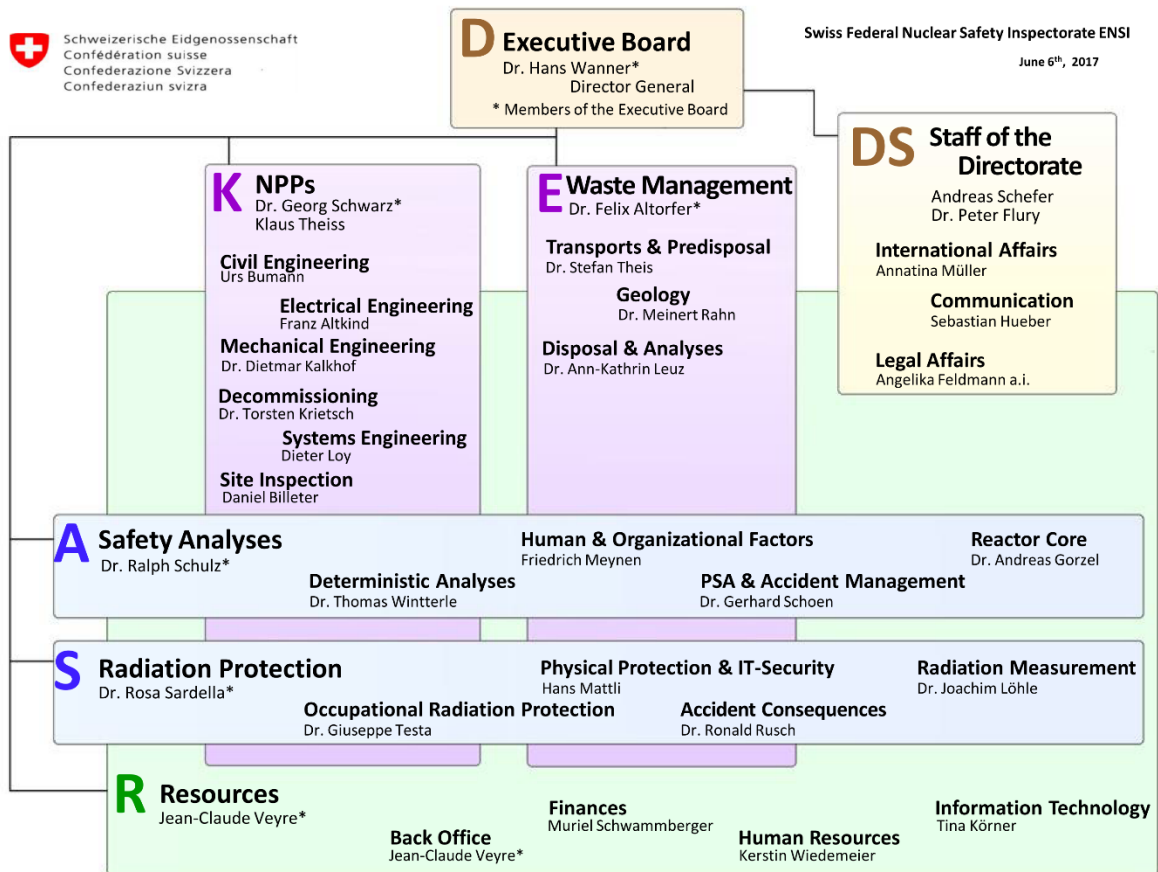 Schweizerische Eidgenossenschaft
Confédération suisse
Confederazione Svizzera
Confederaziun svizra
D Executive Board
Dr. Hans Wanner*
Director General
* Members of the Executive Board
Swiss Federal Nuclear Safety Inspectorate ENSI
June 6th, 2017
DS Staff of the
Directorate
Andreas Schefer
Dr. Peter Flury
International Affairs
Annatina Müller
Communication
Sebastian Hueber
Legal Affairs
Angelika Feldmann a.i.
K NPPs
Dr. Georg Schwarz*
Klaus Theiss
Civil Engineering
Urs Bumann
Electrical Engineering
Franz Altkind
Mechanical Engineering
Dr. Dietmar Kalkhof
Decommissioning
Dr. Torsten Krietsch
Systems Engineering
Dieter Loy
Site Inspection
Daniel Billeter
E Waste Management
Dr. Felix Altorfer*
Transports & Predisposal
Dr. Stefan Theis
Geology
Dr. Meinert Rahn
Disposal & Analyses
Dr. Ann-Kathrin Leuz
A Safety Analyses
Dr. Ralph Schulz*
Deterministic Analyses
Dr. Thomas Wintterle
Human & Organizational Factors
Friedrich Meynen
PSA & Accident Management
Dr. Gerhard Schoen
Reactor Core
Dr. Andreas Gorzel
S Radiation Protection
Dr. Rosa Sardella*
Occupational Radiation Protection
Dr. Giuseppe Testa
Physical Protection & IT-Security
Hans Mattli
Accident Consequences
Dr. Ronald Rusch
Radiation Measurement
Dr. Joachim Löhle
R Resources
Jean-Claude Veyre*
Back Office
Jean-Claude Veyre*
Finances
Muriel Schwammberger
Human Resources
Kerstin Wiedemeier
Information Technology
Tina Körner